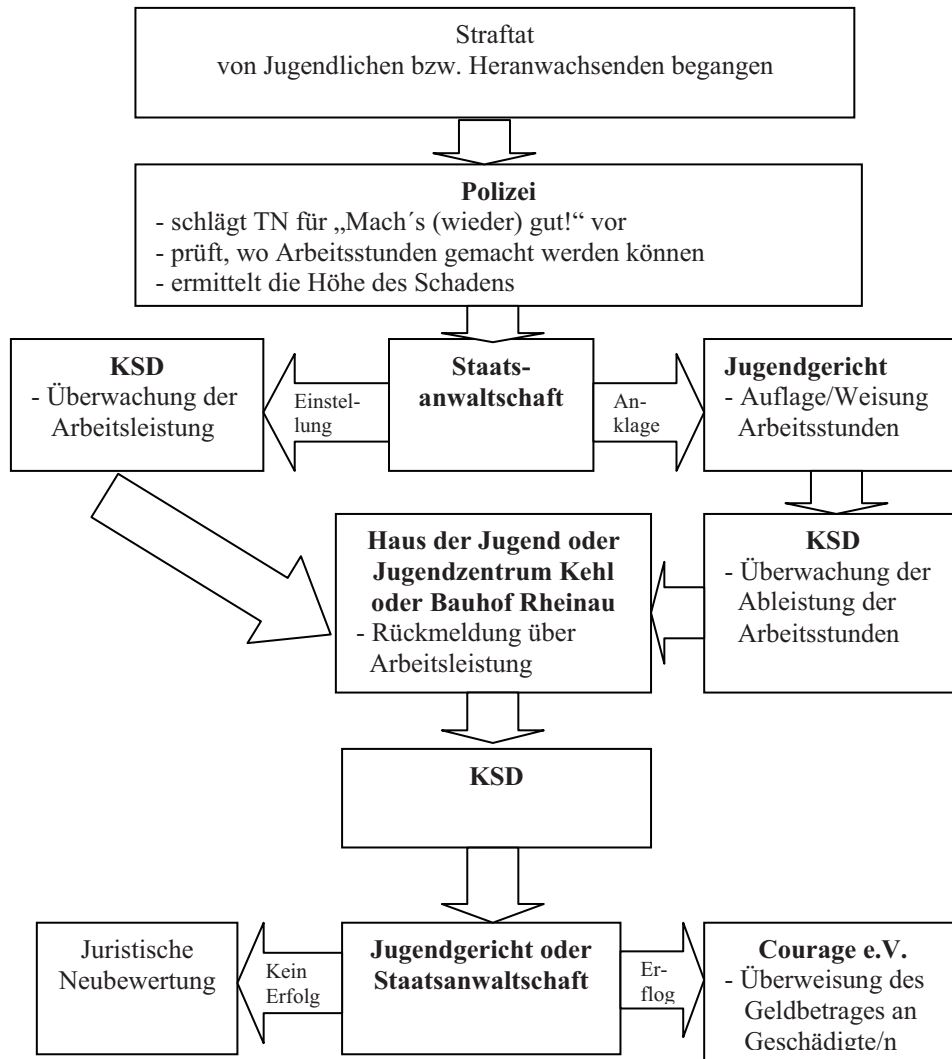 Straftat
von Jugendlichen bzw. Heranwachsenden begangen
Polizei
- schlägt TN für „Mach´s (wieder) gut!“ vor
- prüft, wo Arbeitsstunden gemacht werden können
- ermittelt die Höhe des Schadens
KSD
- Überwachung der
Arbeitsleistung
Einstel-
lung
Staats-
anwaltschaft
An-
klage
Jugendgericht
- Auflage/Weisung
Arbeitsstunden
Haus der Jugend oder
Jugendzentrum Kehl
oder Bauhof Rheinau
- Rückmeldung über
Arbeitsleistung
KSD
- Überwachung der
Ableistung der
Arbeitsstunden
KSD
Juristische
Neubewertung
Kein
Erfolg
Jugendgericht oder
Staatsanwaltschaft
Er-
flog
Courage e.V.
- Überweisung des
Geldbetrages an
Geschädigte/n